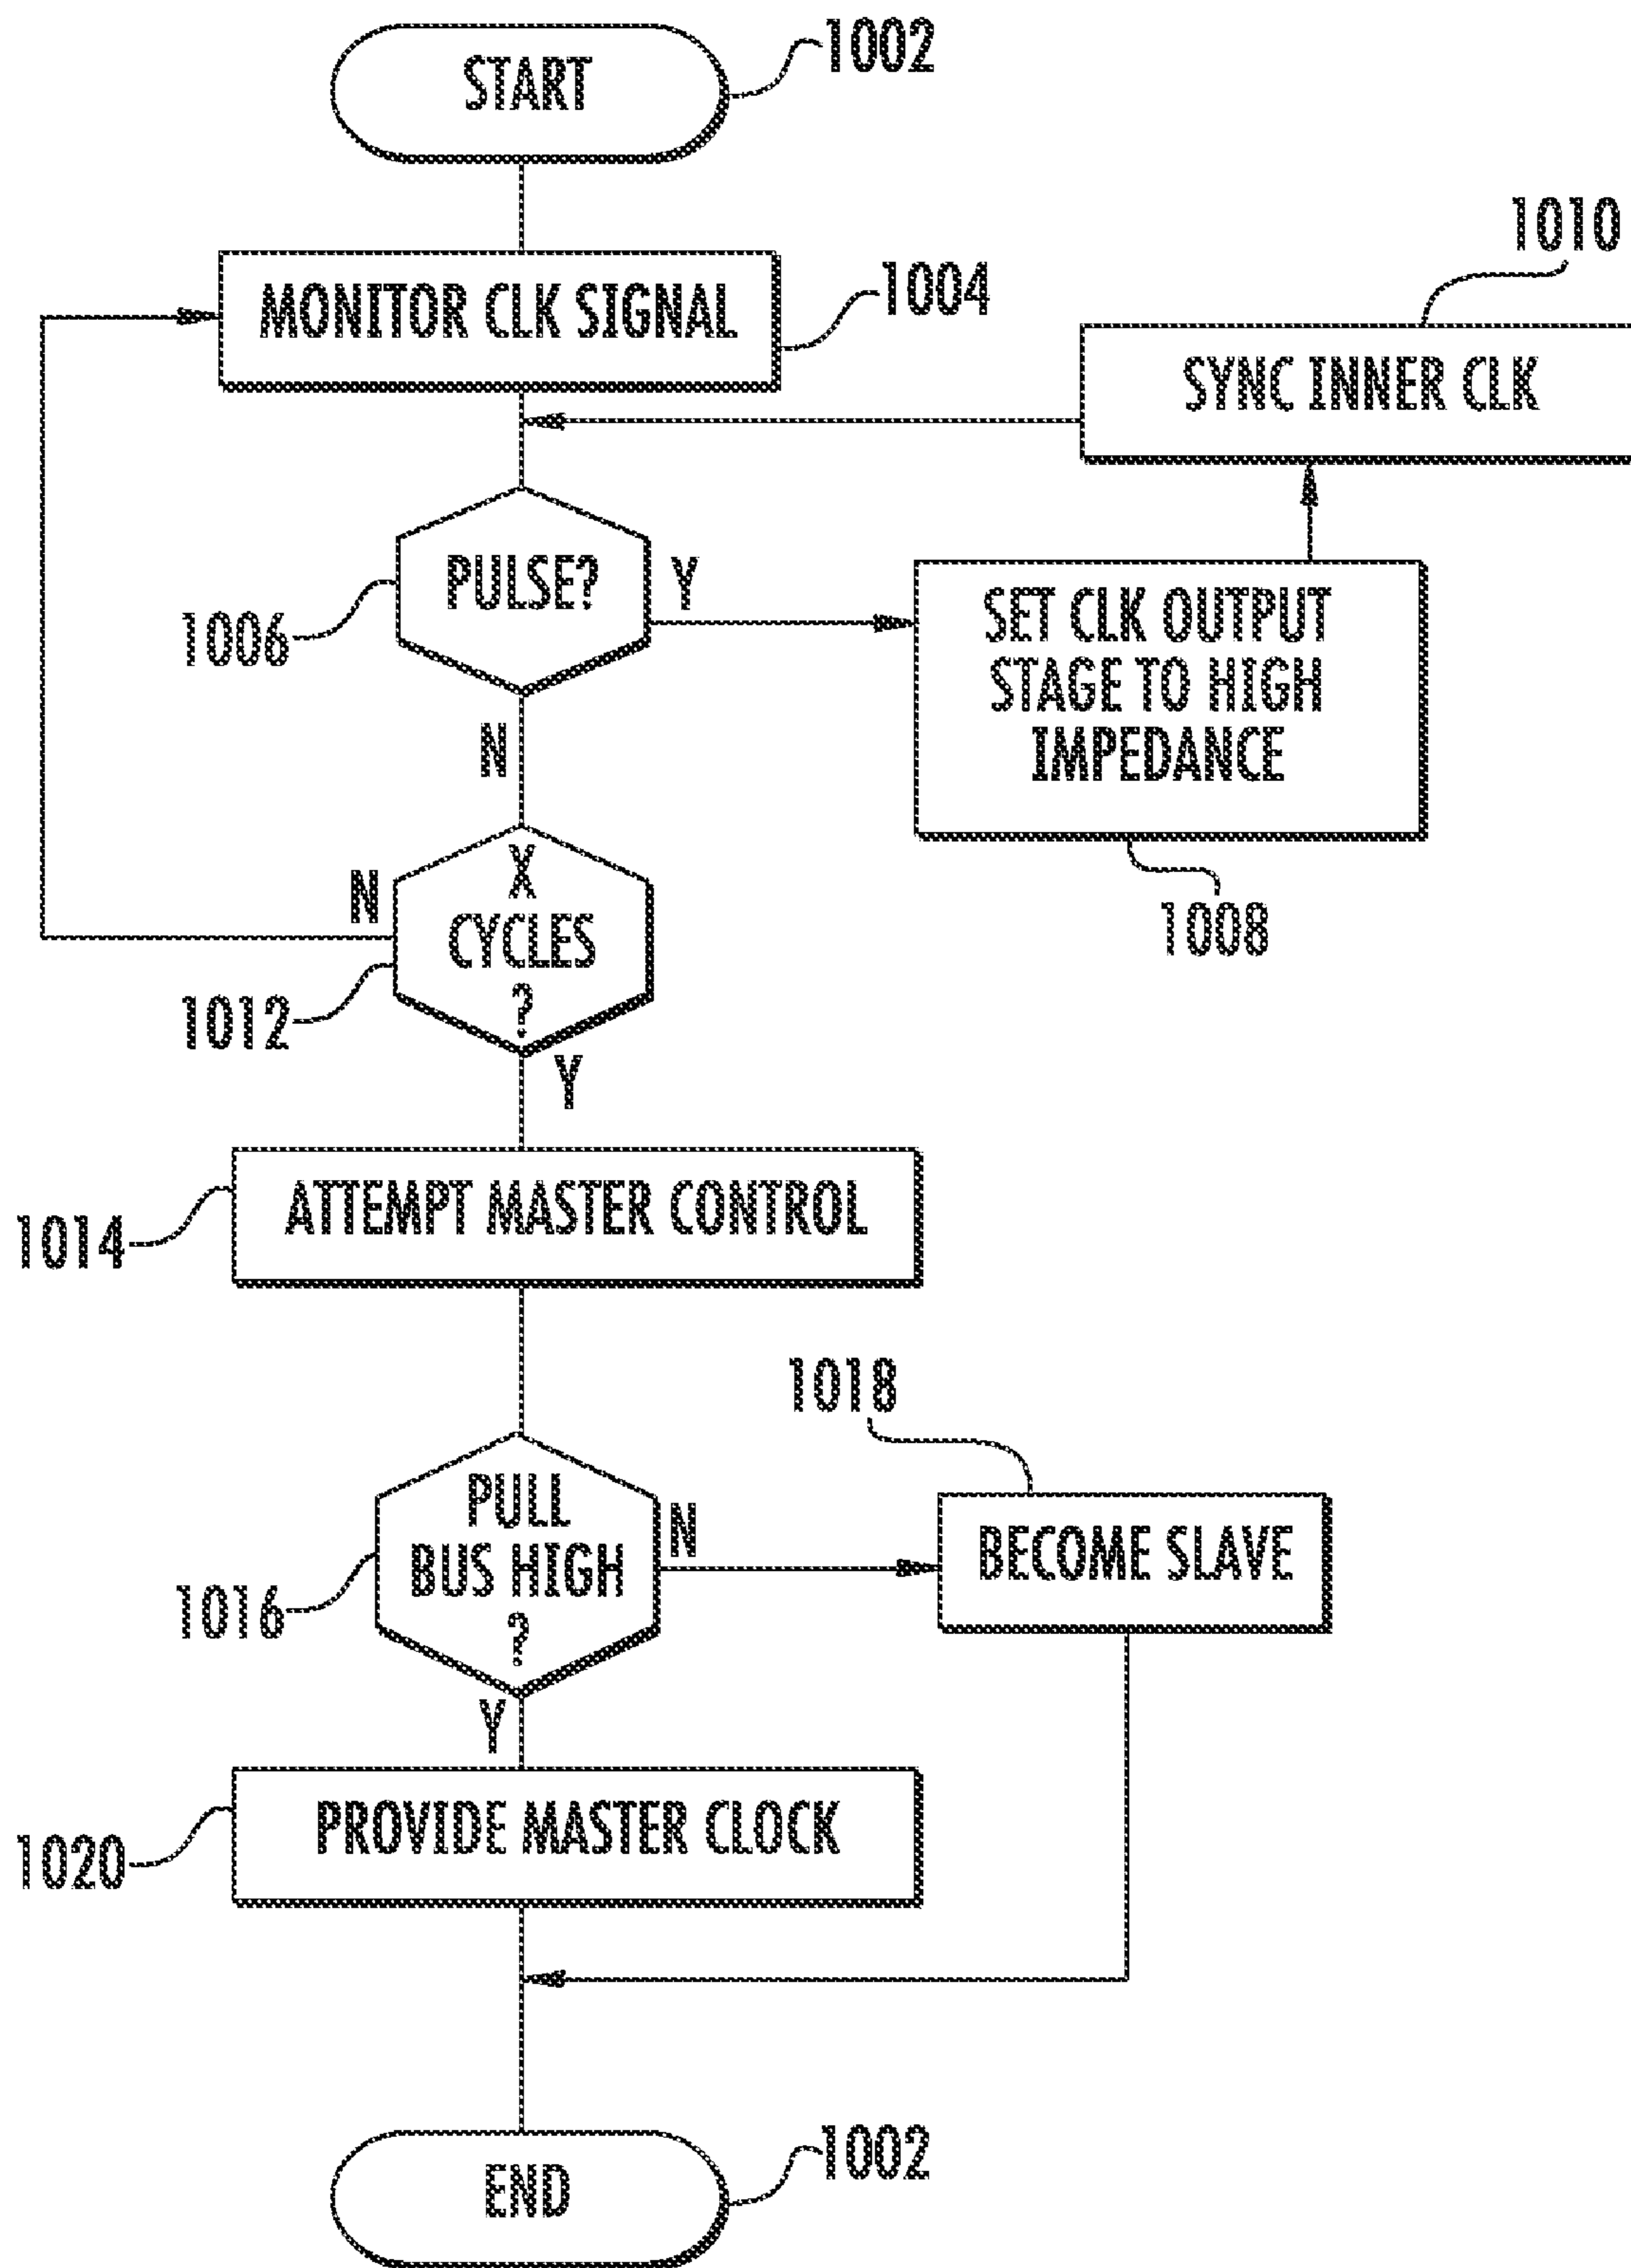 START
1002
MONITOR CLK SIGNAL
1004
1010
SYNC INNER CLK
PULSE?
Y
1006
SET CLK OUTPUT
STAGE TO HIGH
IMPEDANCE
1008
N
N
X
CYCLES
?
1012
Y
ATTEMPT MASTER CONTROL
1014
1018
PULL
BUS HIGH
?
N
BECOME SLAVE
1016
Y
PROVIDE MASTER CLOCK
1020
END
1002